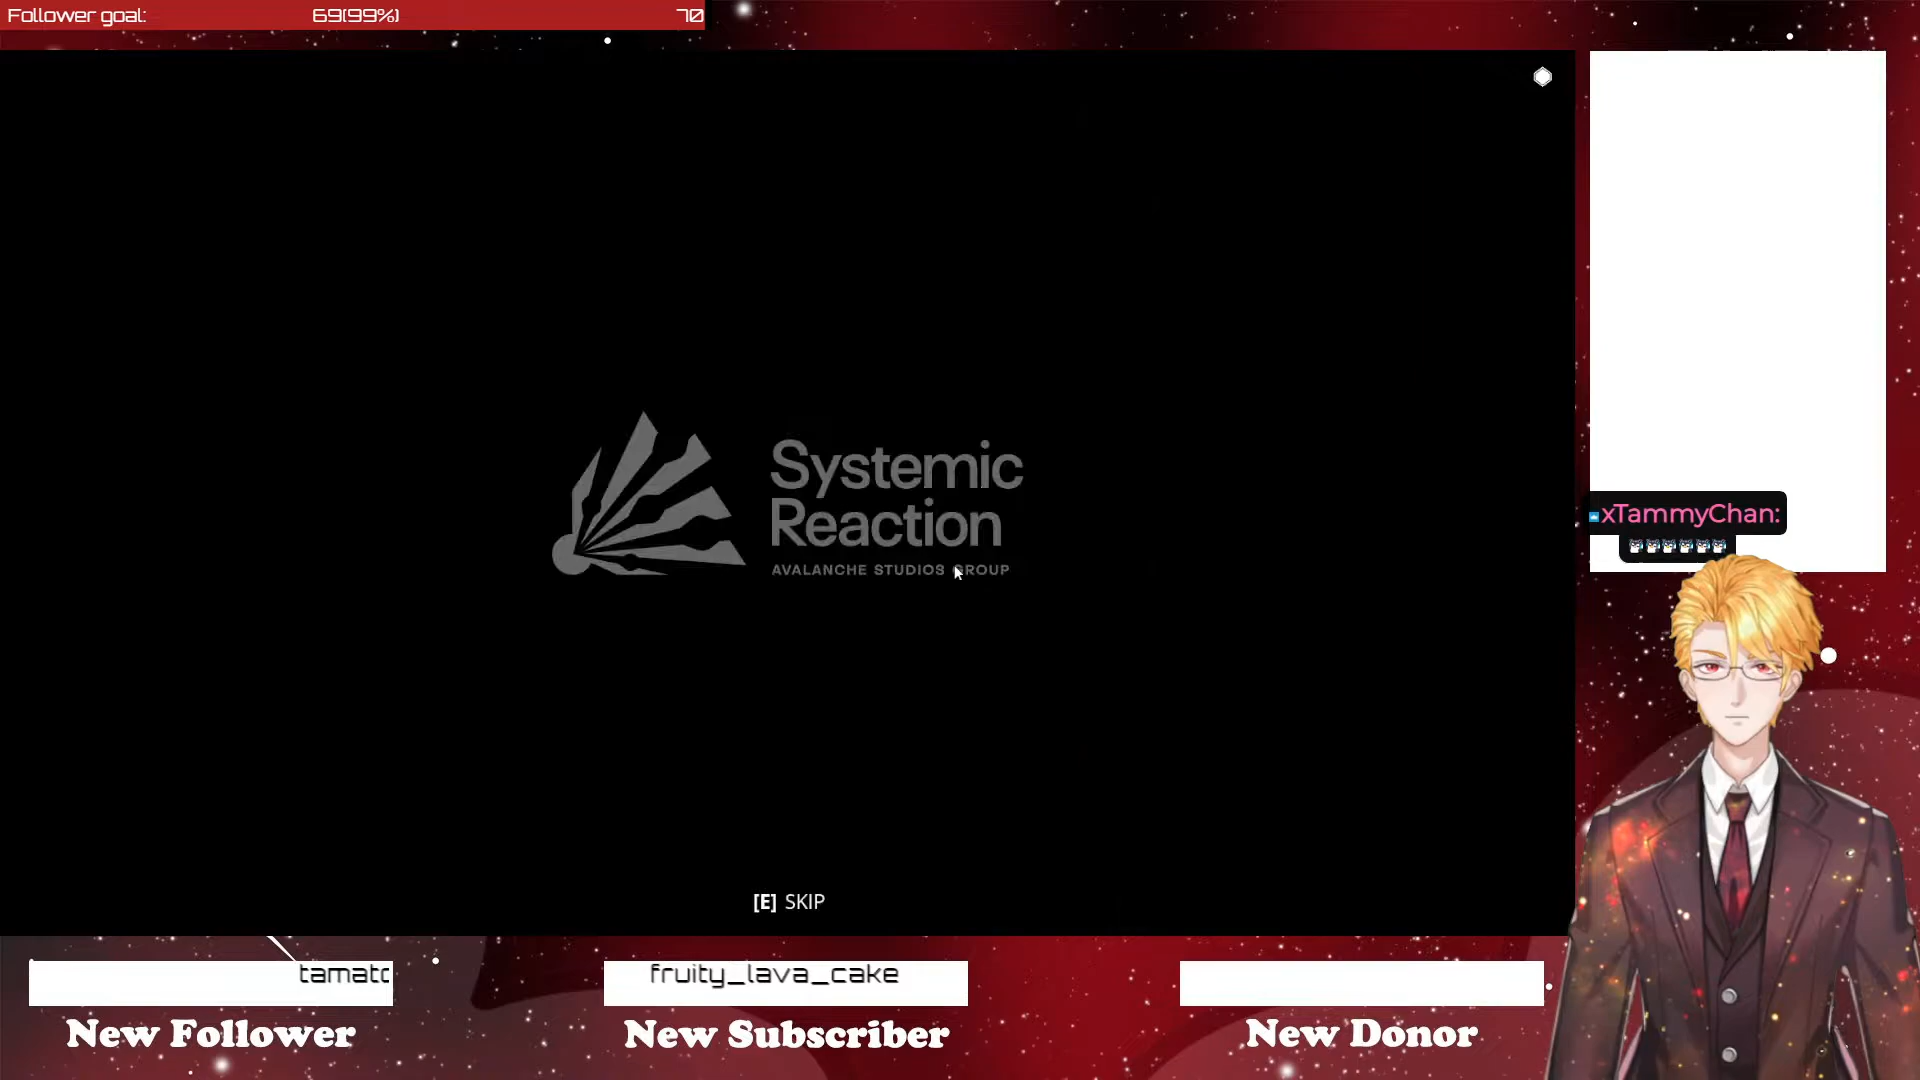 Follower goal: 69(99%) 70
Systemic
Reaction
AVALANCHE STUDIOS GROUP
xTammyChan:
[E] SKIP
tamato
fruity_lava_cake
New Follower
New Subscriber
New Donor